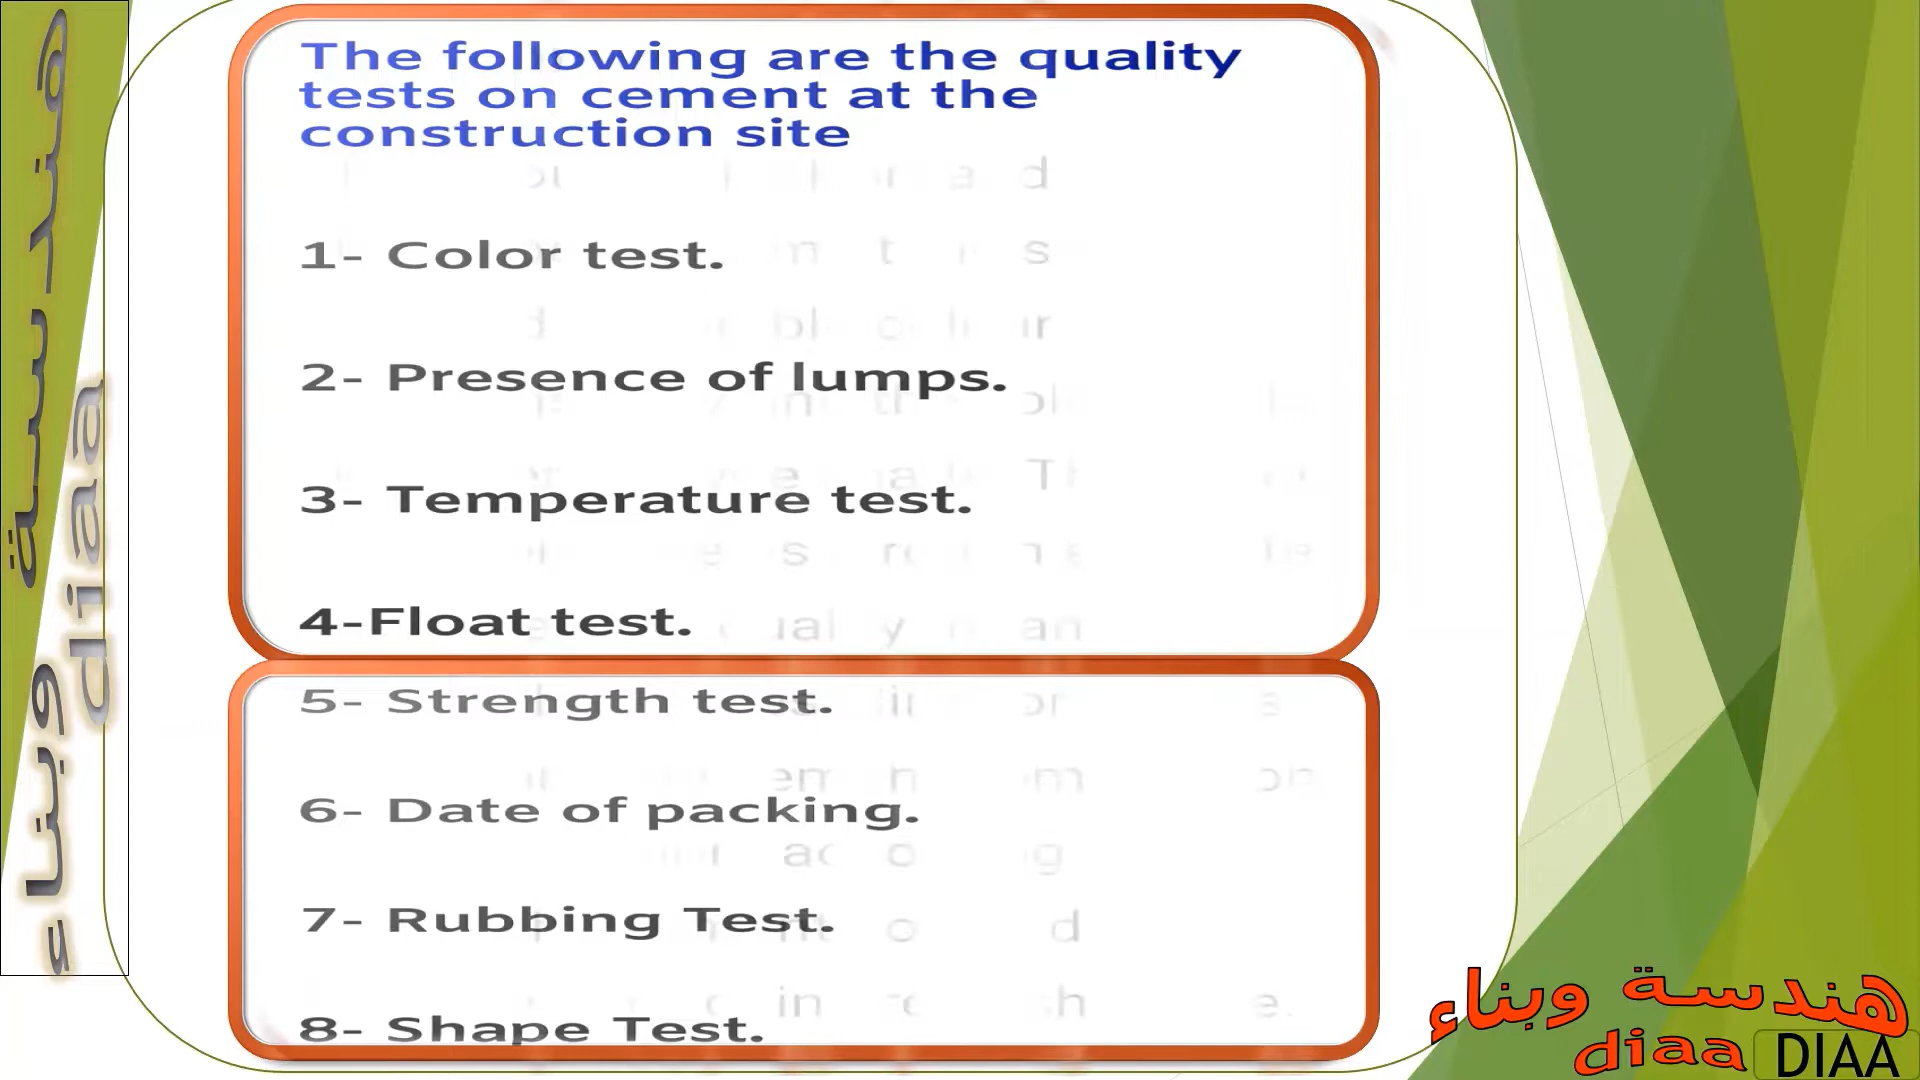 The following are the quality
tests on cement at the
construction site
1- Color test.
2- Presence of lumps.
3- Temperature test.
4-Float test.
5- Strength test.
6- Date of packing.
7- Rubbing Test.
8- Shape Test.
هندسة وبناء
diaa
هندسة وبناء
diaa
DIAA